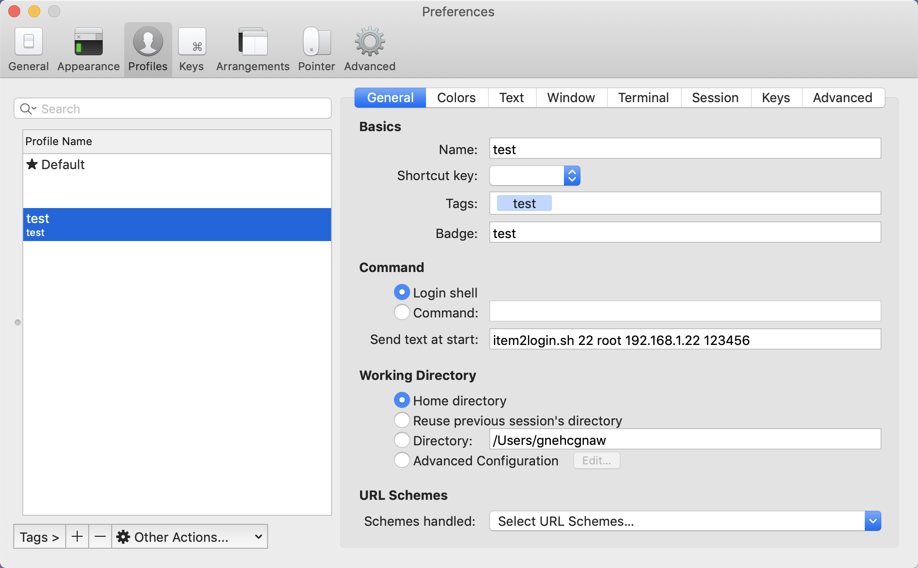 Preferences
General Appearance Profiles Keys Arrangements Pointer Advanced
Search
Profile Name
Default
test
test
Tags > + — Other Actions...
General Colors Text Window Terminal Session Keys Advanced
Basics
Name: test
Shortcut key:
Tags: test
Badge: test
Command
Login shell
Command:
Send text at start: item2login.sh 22 root 192.168.1.22 123456
Working Directory
Home directory
Reuse previous session's directory
Directory: /Users/gnehcgnaw
Advanced Configuration Edit...
URL Schemes
Schemes handled: Select URL Schemes...